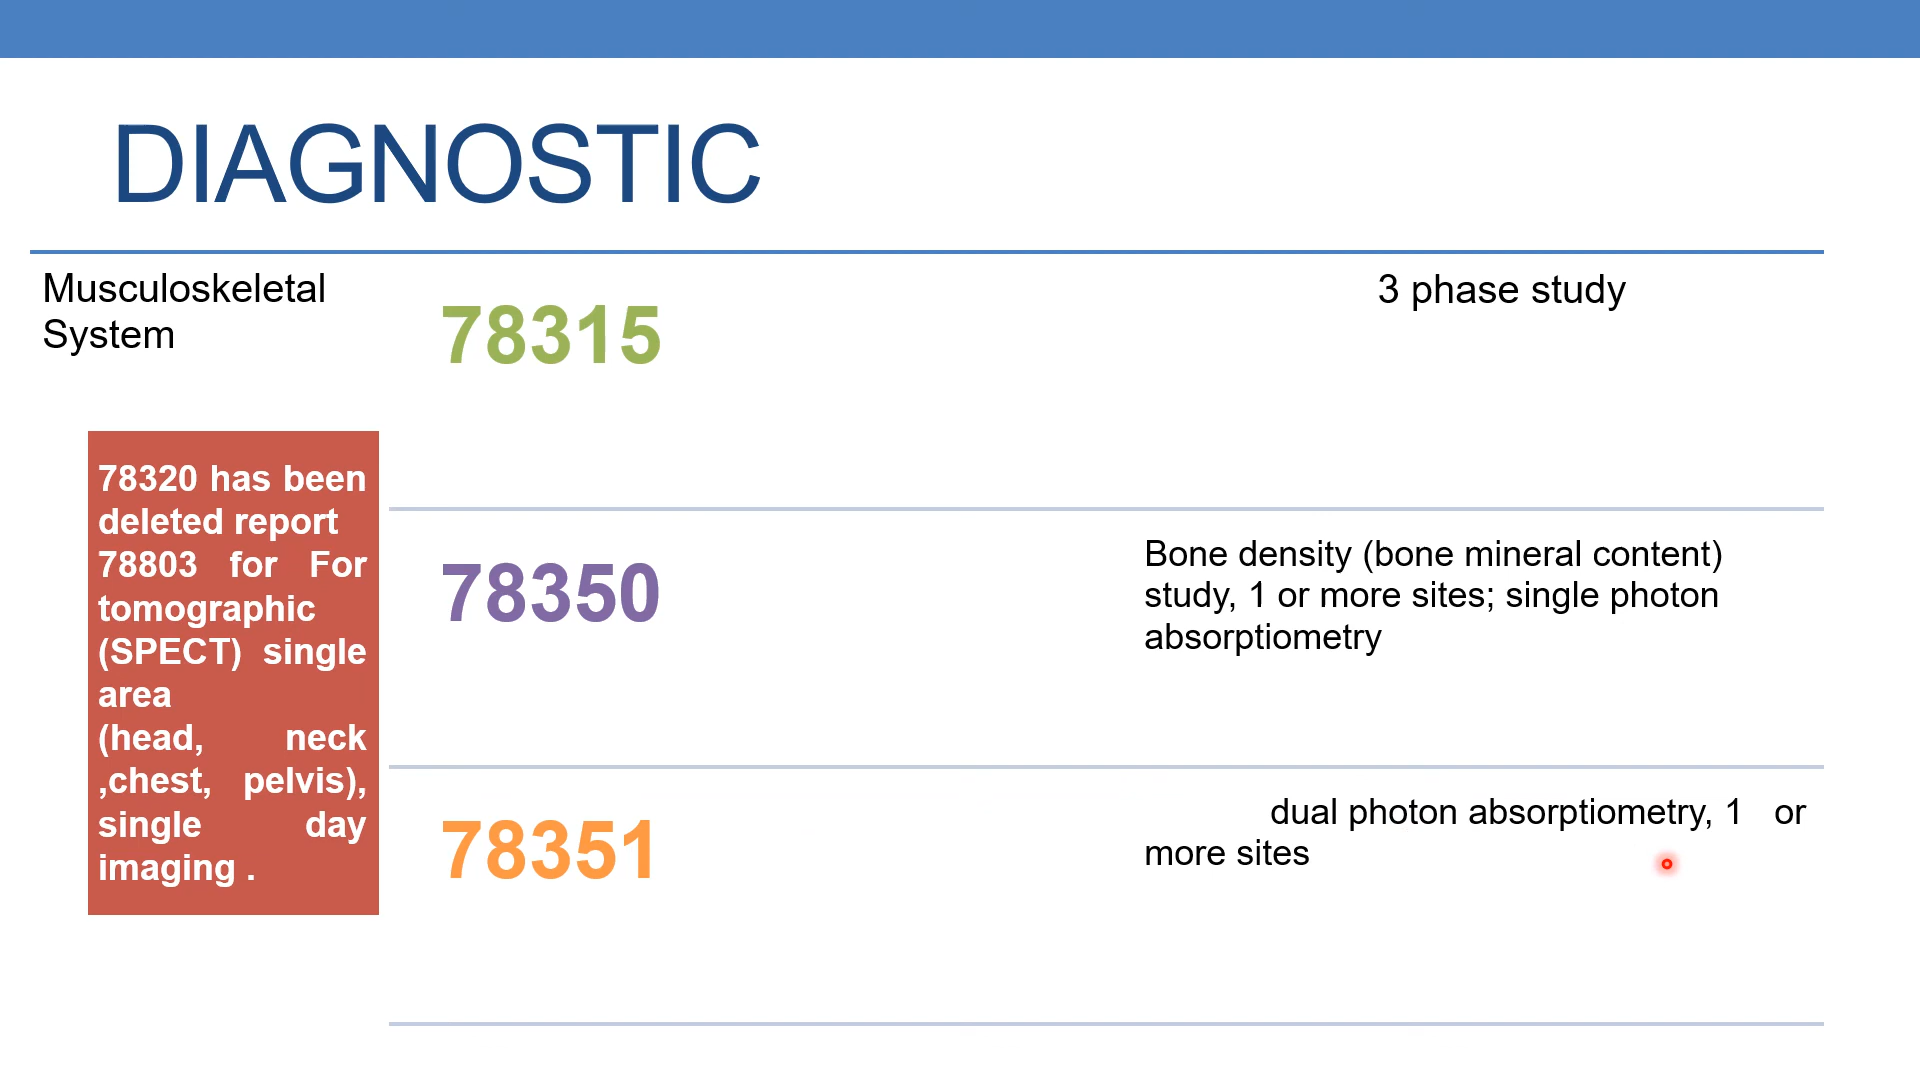 DIAGNOSTIC
Musculoskeletal
System
78315
3 phase study
78320 has been
deleted report
78803 for For
tomographic
(SPECT) single
area
(head, neck
,chest, pelvis),
single day
imaging .
78350
Bone density (bone mineral content)
study, 1 or more sites; single photon
absorptiometry
78351
dual photon absorptiometry, 1 or
more sites